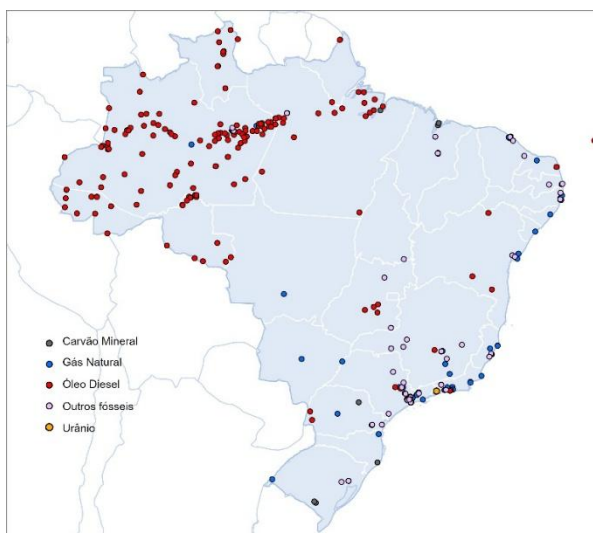 Carvão Mineral
Gás Natural
Óleo Diesel
Outros fósseis
Urânio